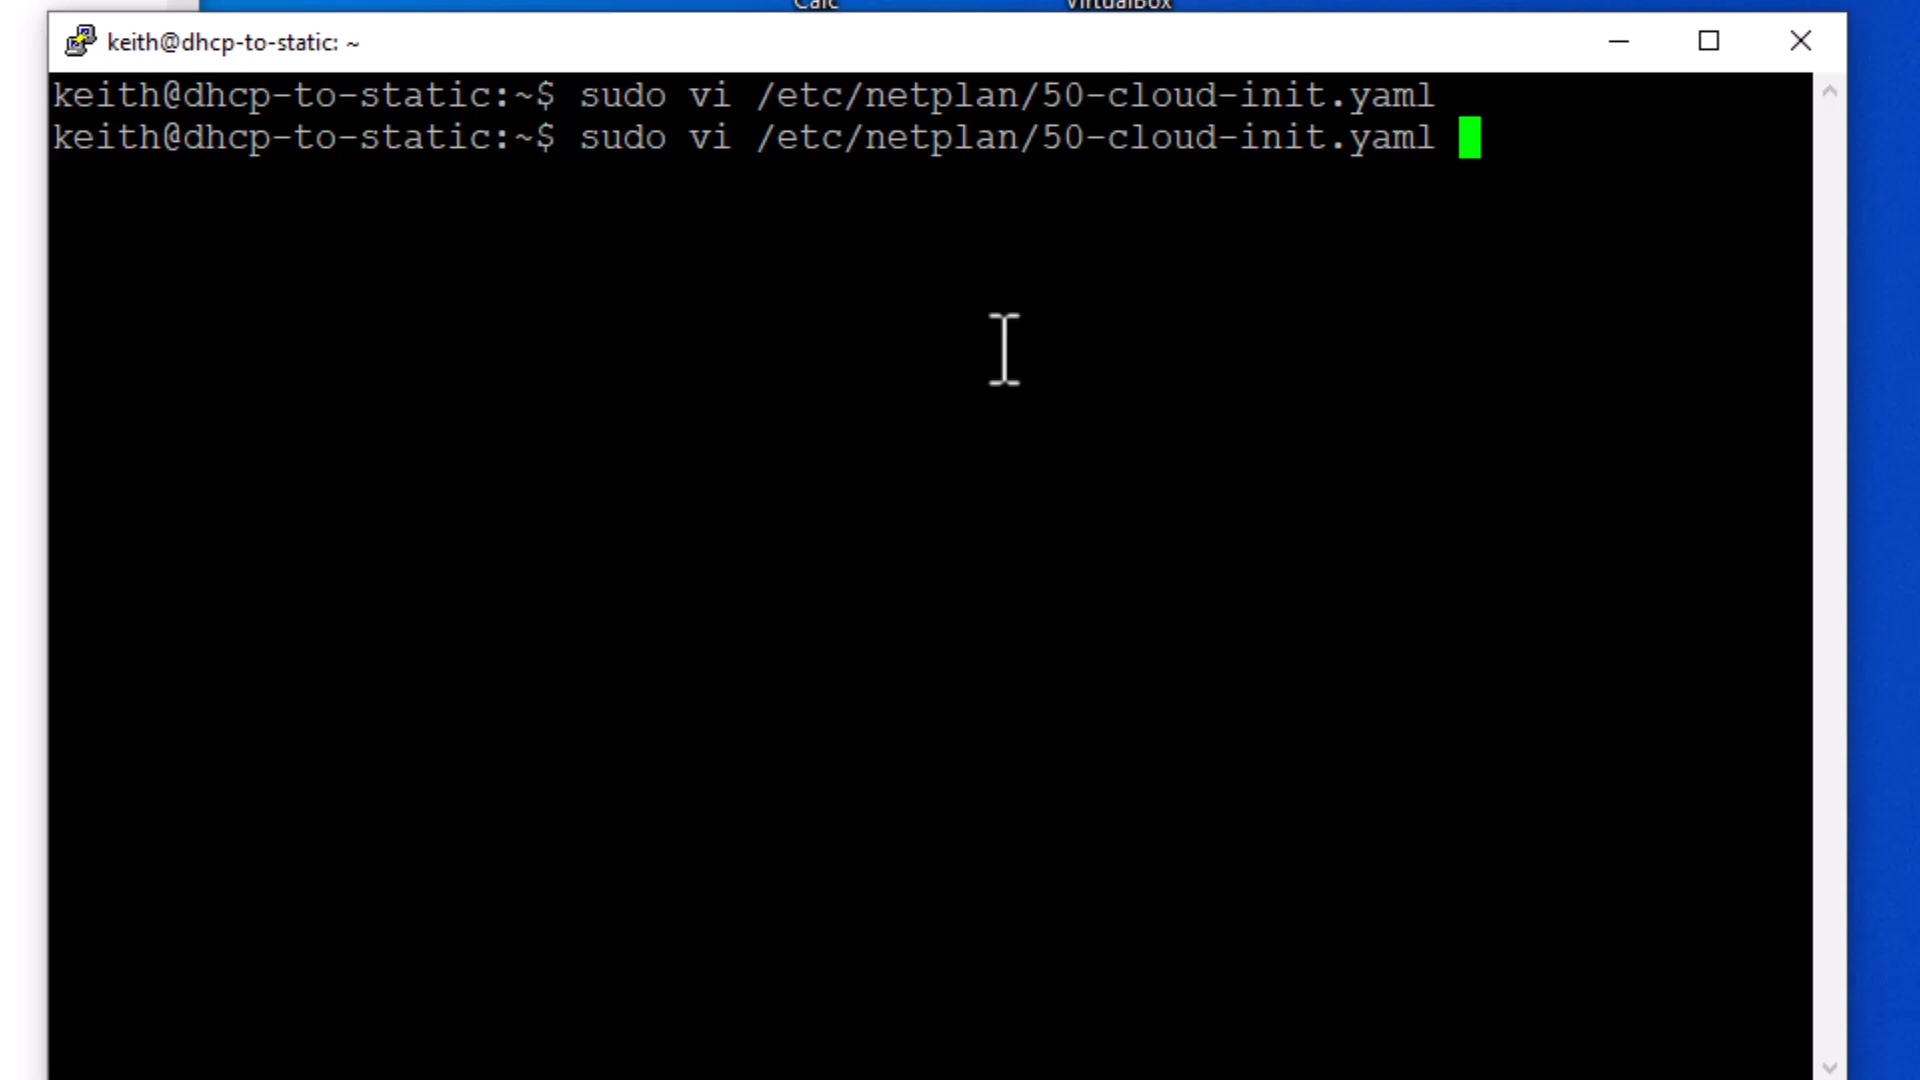 Calc VirtualBox
keith@dhcp-to-static: ~
keith@dhcp-to-static:~$ sudo vi /etc/netplan/50-cloud-init.yaml
keith@dhcp-to-static:~$ sudo vi /etc/netplan/50-cloud-init.yaml